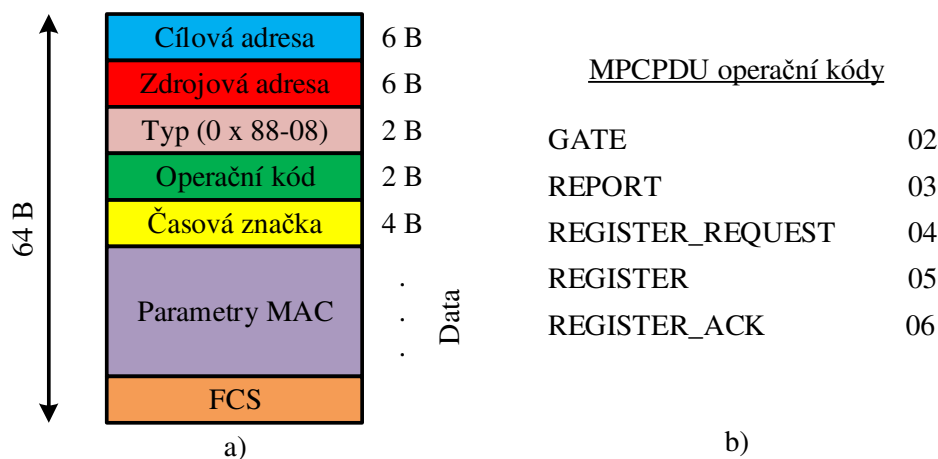 64 B
Cílová adresa 6 B
Zdrojová adresa 6 B
Typ (0 x 88-08) 2 B
Operační kód 2 B
Časová značka 4 B
Parametry MAC
.
.
.
Data
FCS
a)
MPCPDU operační kódy
GATE 02
REPORT 03
REGISTER_REQUEST 04
REGISTER 05
REGISTER_ACK 06
b)